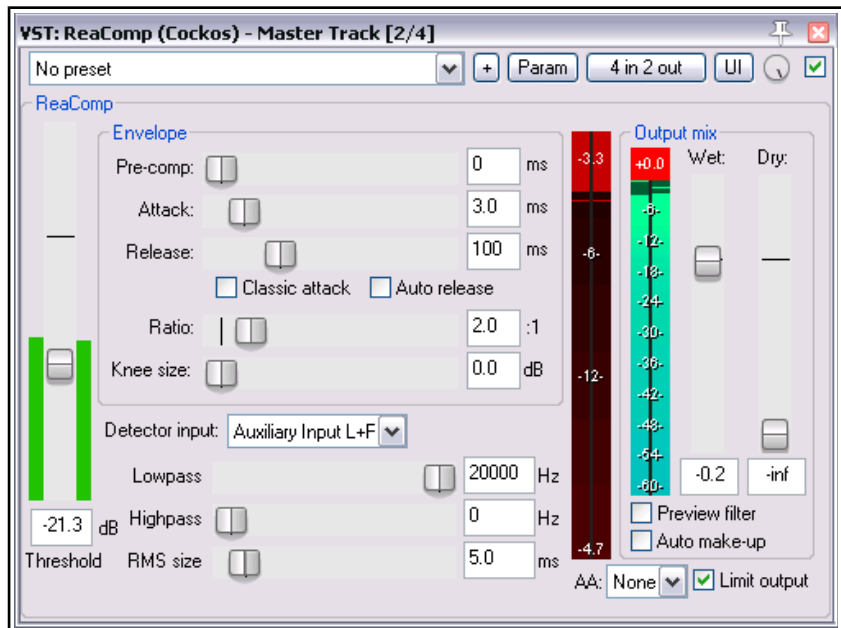 VST: ReaComp (Cockos) - Master Track [2/4]
No preset + Param 4 in 2 out UI
ReaComp
Envelope
Pre-comp: 0 ms
Attack: 3.0 ms
Release: 100 ms
Classic attack Auto release
Ratio: 2.0 :1
Knee size: 0.0 dB
Detector input: Auxiliary Input L+F
Lowpass 20000 Hz
Highpass 0 Hz
RMS size 5.0 ms
-21.3 dB
Threshold
-3.3
-6-
-12-
-4.7
Output mix
+0.0
-6-
-12-
-18-
-24-
-30-
-36-
-42-
-48-
-54-
-60-
Wet: Dry:
-0.2 -inf
Preview filter
Auto make-up
AA: None Limit output